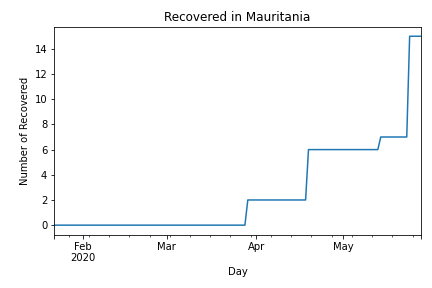 Recovered in Mauritania
Number of Recovered
14
12
10
8
6
4
2
0
Feb
2020
Mar
Apr
May
Day